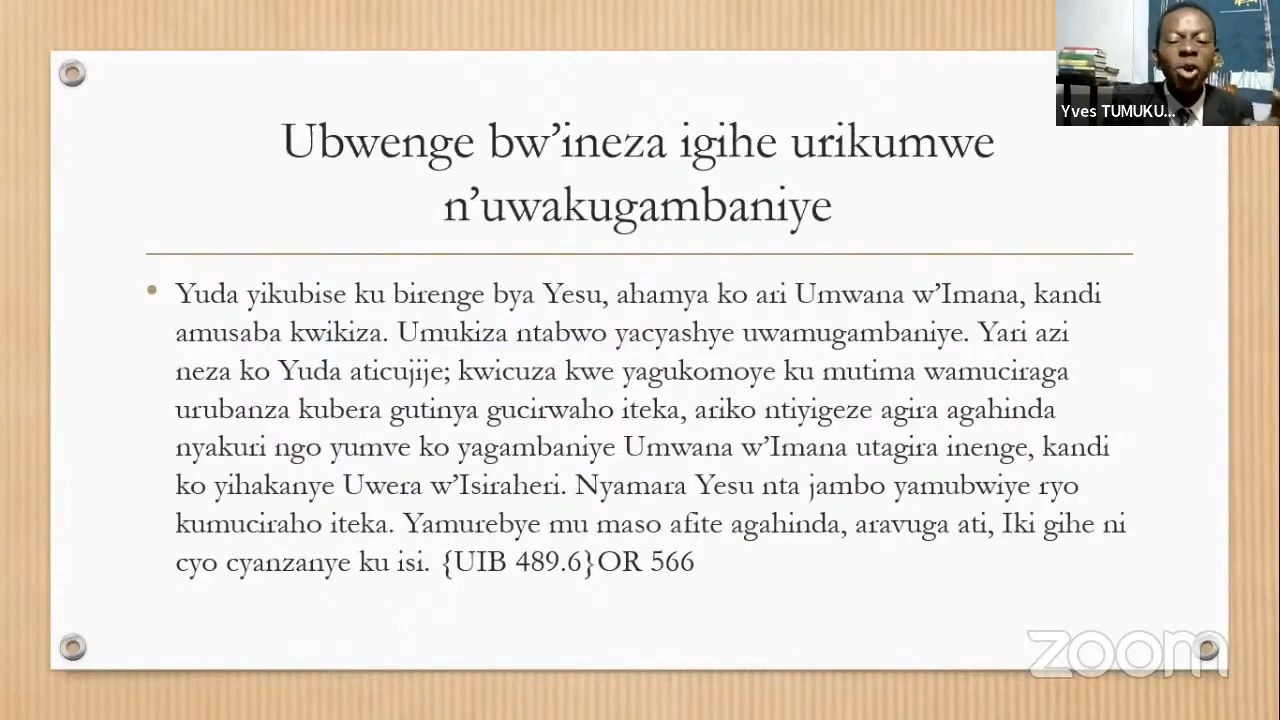 Ubwenge bw’ineza igihe urikumwe
n’uwakugambaniye
• Yuda yikubise ku birenge bya Yesu, ahamya ko ari Umwana w’Imana, kandi
amusaba kwikiza. Umukiza ntabwo yacyashye uwamugambaniye. Yari azi
neza ko Yuda aticujije; kwicuza kwe yagukomoye ku mutima wamuciraga
urubanza kubera gutinya gucirwaho iteka, ariko ntiyigeze agira agahinda
nyakuri ngo yumve ko yagambaniye Umwana w’Imana utagira inenge, kandi
ko yihakanye Uwera w’Isiraheri. Nyamara Yesu nta jambo yamubwiye ryo
kumuciraho iteka. Yamurebye mu maso afite agahinda, aravuga ati, Iki gihe ni
cyo cyanzanye ku isi. {UIB 489.6}OR 566
Yves TUMUKU...
zoom